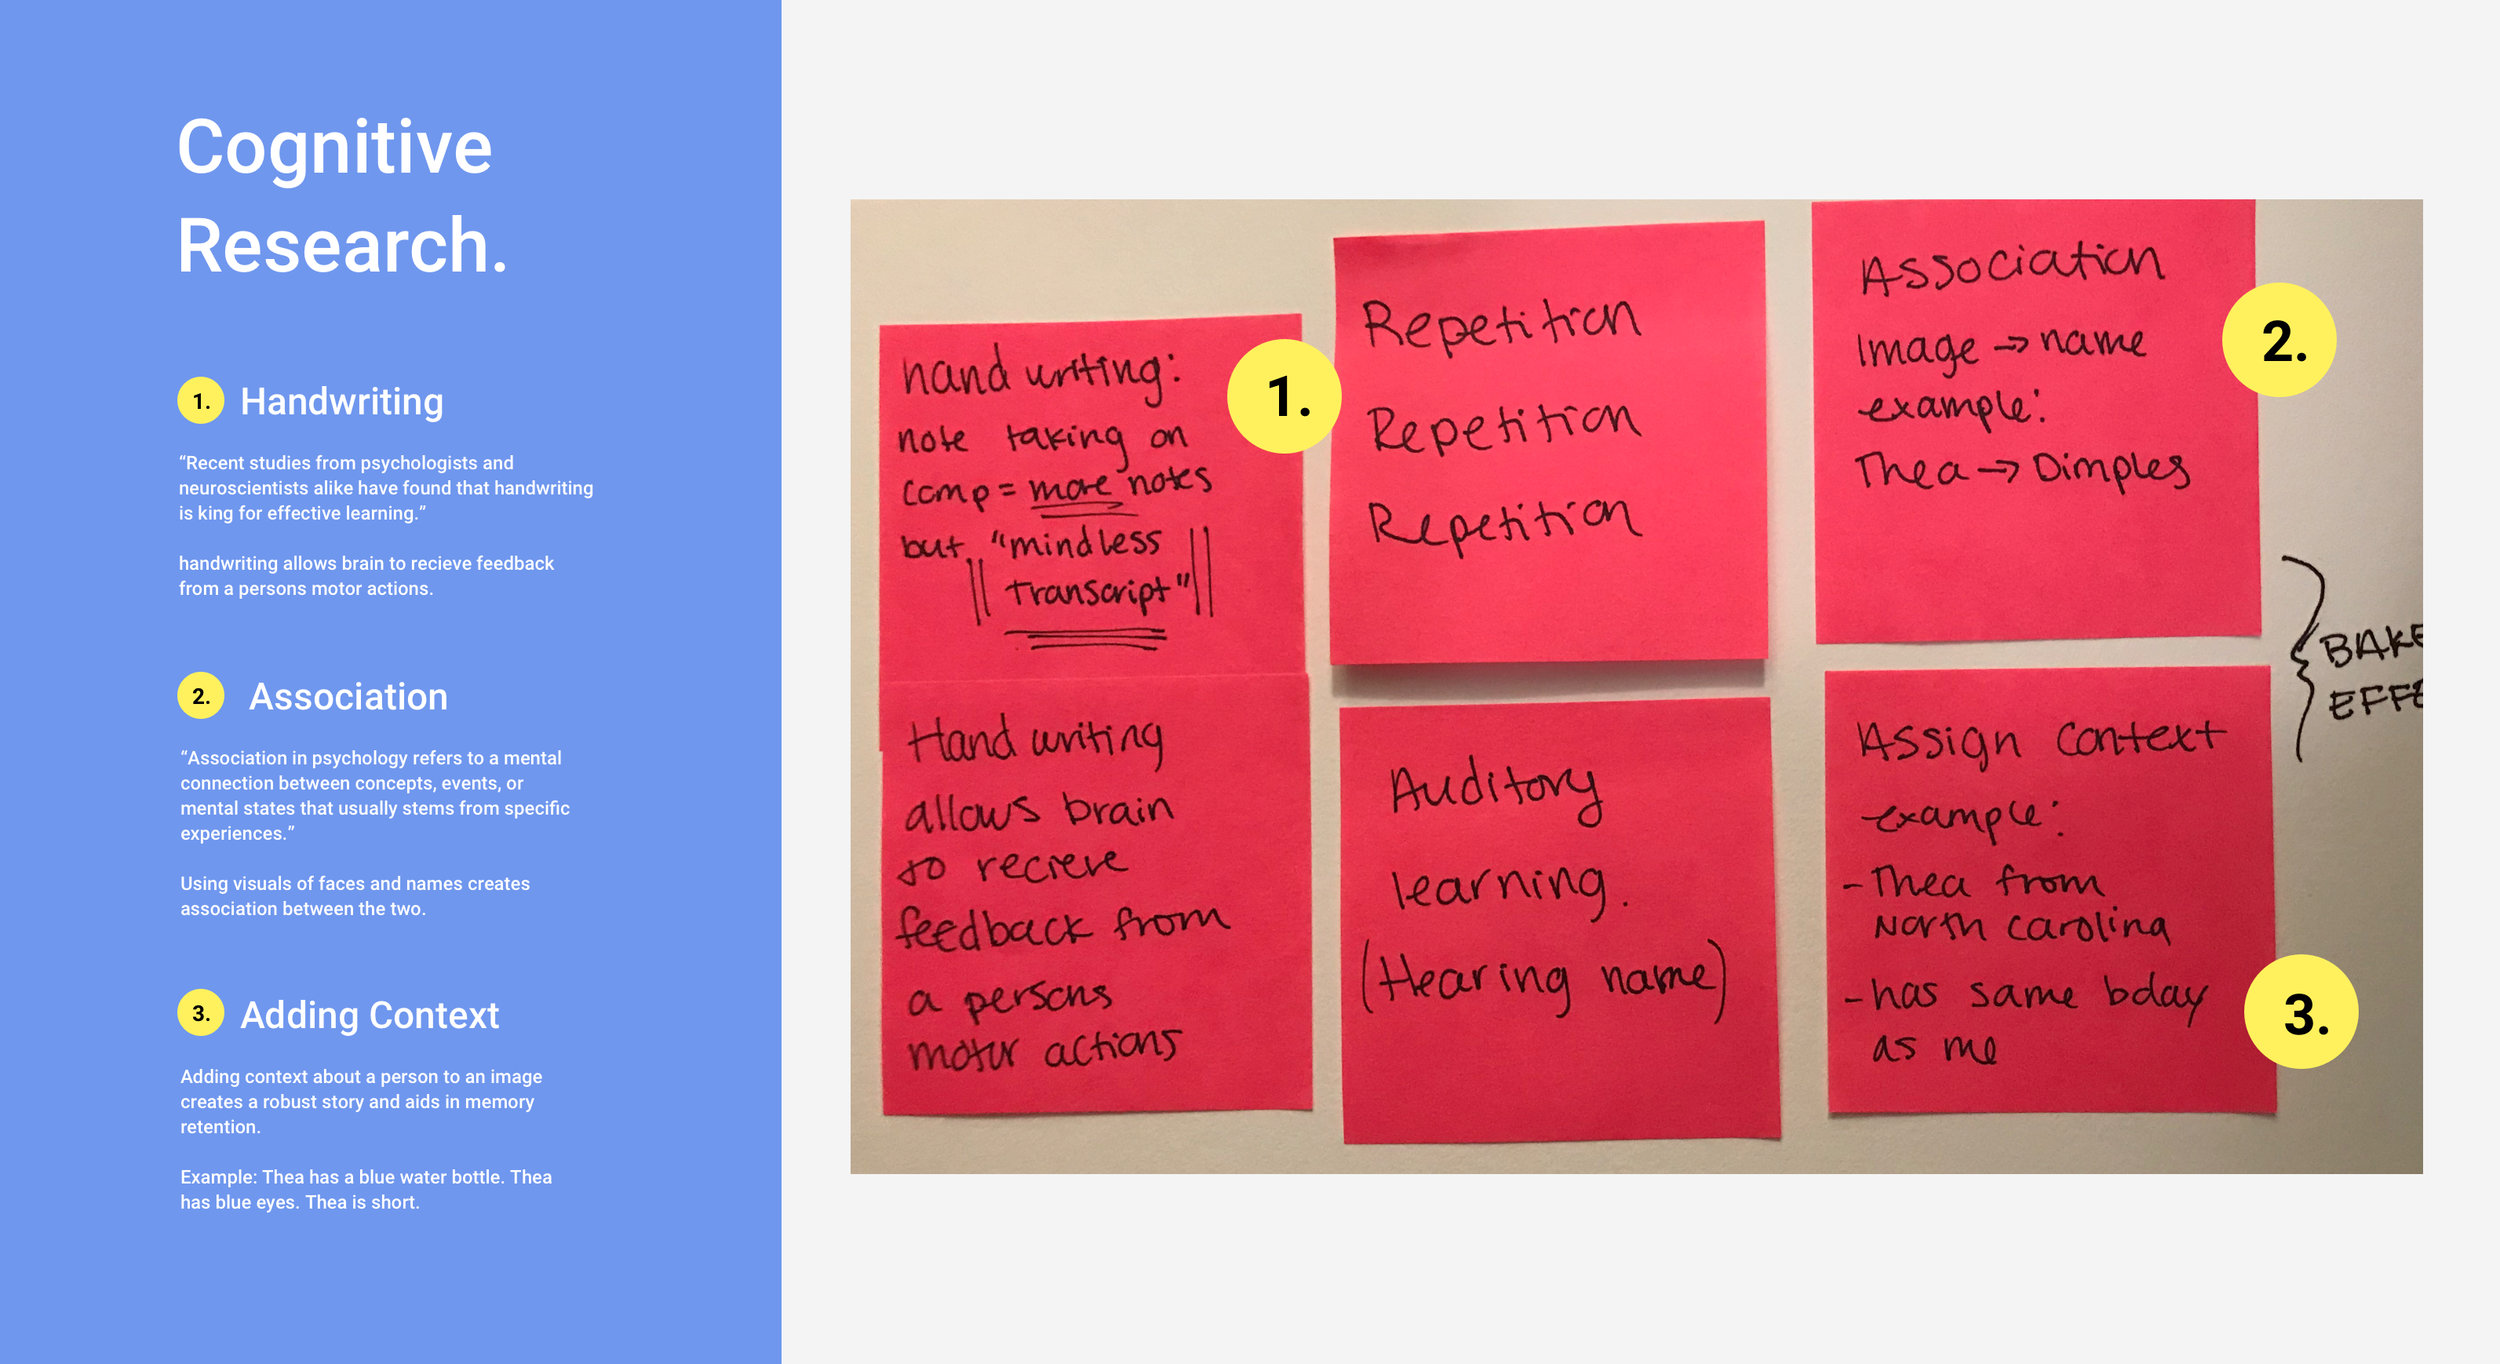 Cognitive
Research.
1. Handwriting
“Recent studies from psychologists and
neuroscientists alike have found that handwriting
is king for effective learning.”
handwriting allows brain to recieve feedback
from a persons motor actions.
2. Association
“Association in psychology refers to a mental
connection between concepts, events, or
mental states that usually stems from specific
experiences.”
Using visuals of faces and names creates
association between the two.
3. Adding Context
Adding context about a person to an image
creates a robust story and aids in memory
retention.
Example: Thea has a blue water bottle. Thea
has blue eyes. Thea is short.
hand writing:
note taking on
comp = more notes
but "mindless
transcript"
1.
Hand writing
allows brain
to recieve
feedback from
a persons
motor actions
Repetition
Repetition
Repetition
Auditory
learning.
(Hearing name)
Association
Image → name
example:
Thea → Dimples
2.
Assign context
example:
- Thea from
North carolina
- has same bday
as me
3.
BAKE
EFFE